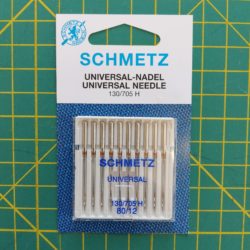 SCHMETZ
UNIVERSAL-NADEL
UNIVERSAL NEEDLE
130/705 H
SCHMETZ
UNIVERSAL
130/705 H
80/12